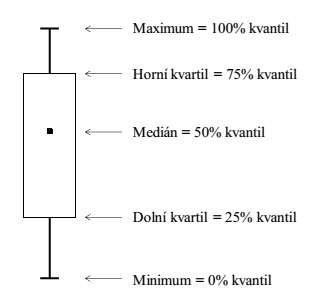 Maximum = 100% kvantil
Horní kvartil = 75% kvantil
Medián = 50% kvantil
Dolní kvartil = 25% kvantil
Minimum = 0% kvantil